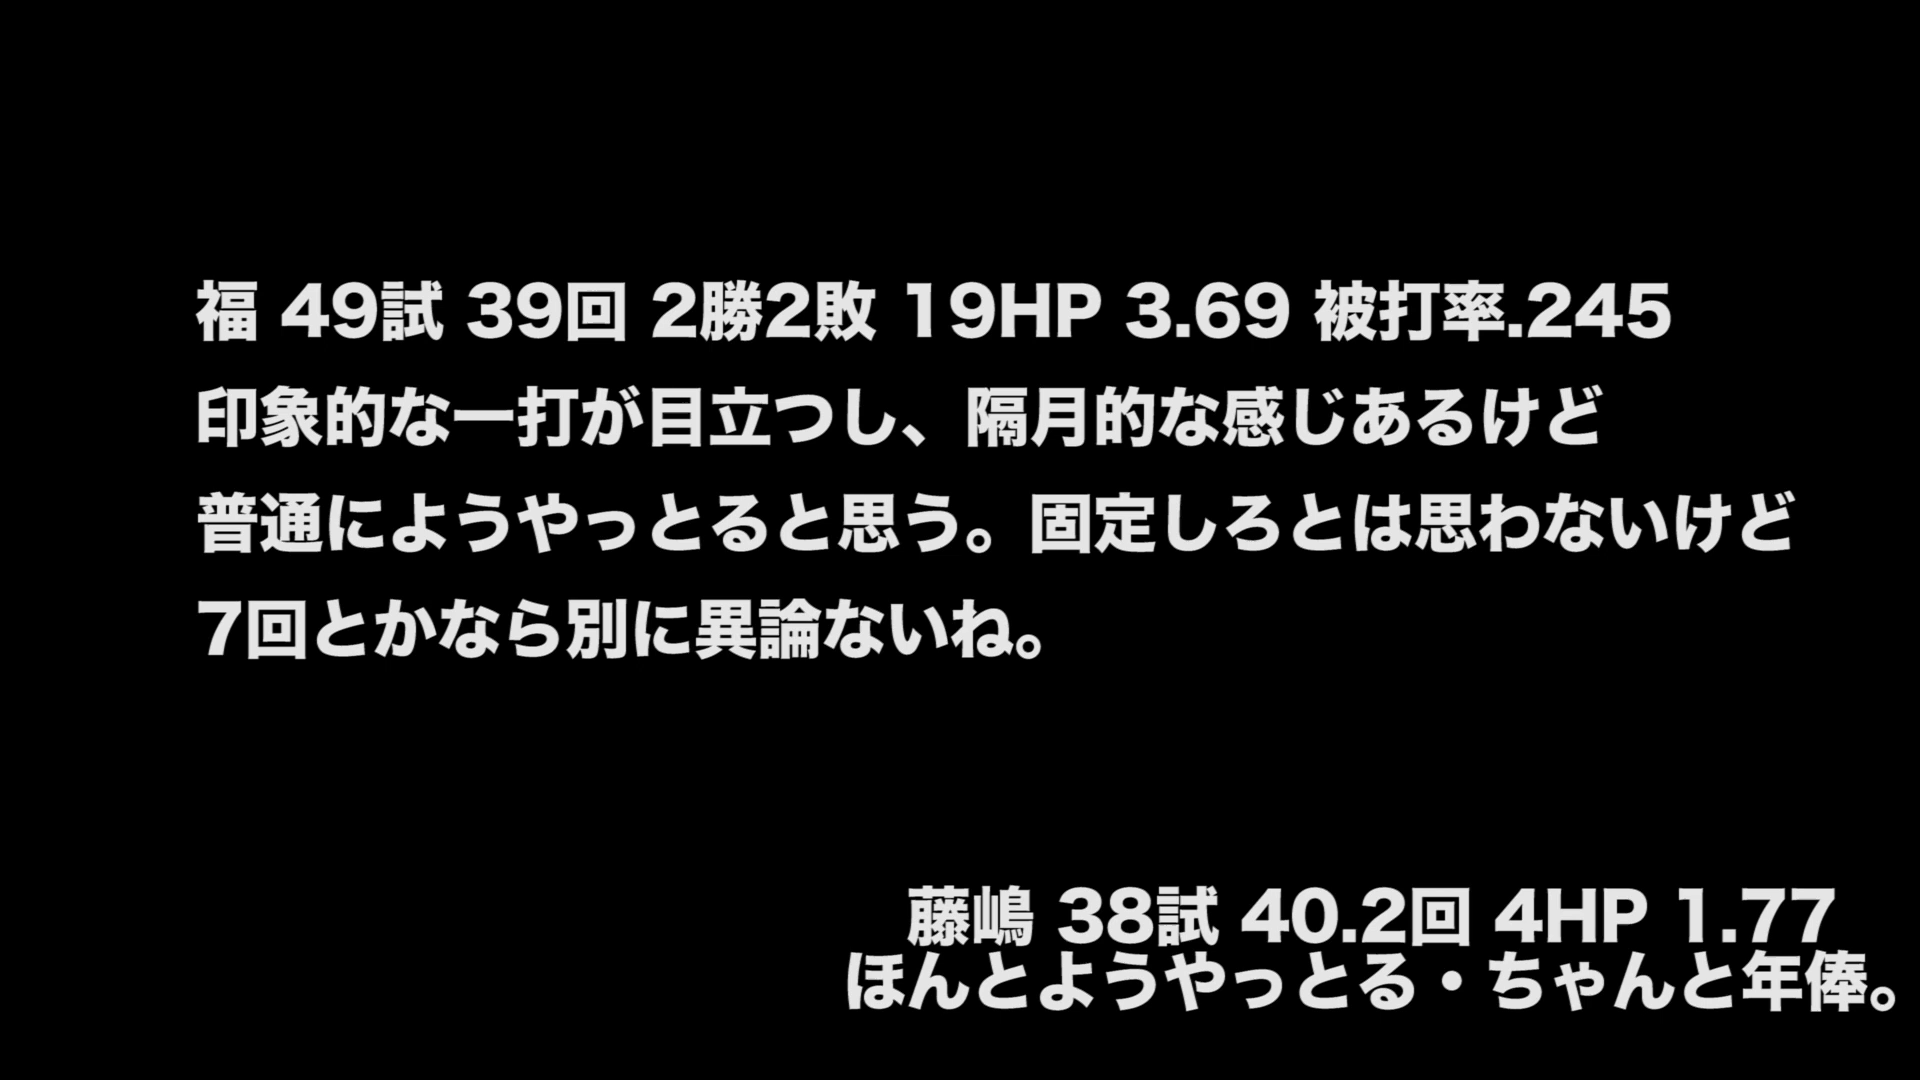 福 49試 39回 2勝2敗 19HP 3.69 被打率.245
印象的な一打が目立つし、隔月的な感じあるけど
普通にようやっとると思う。固定しろとは思わないけど
7回とかなら別に異論ないね。
藤嶋 38試 40.2回 4HP 1.77
ほんとようやっとる・ちゃんと年俸。